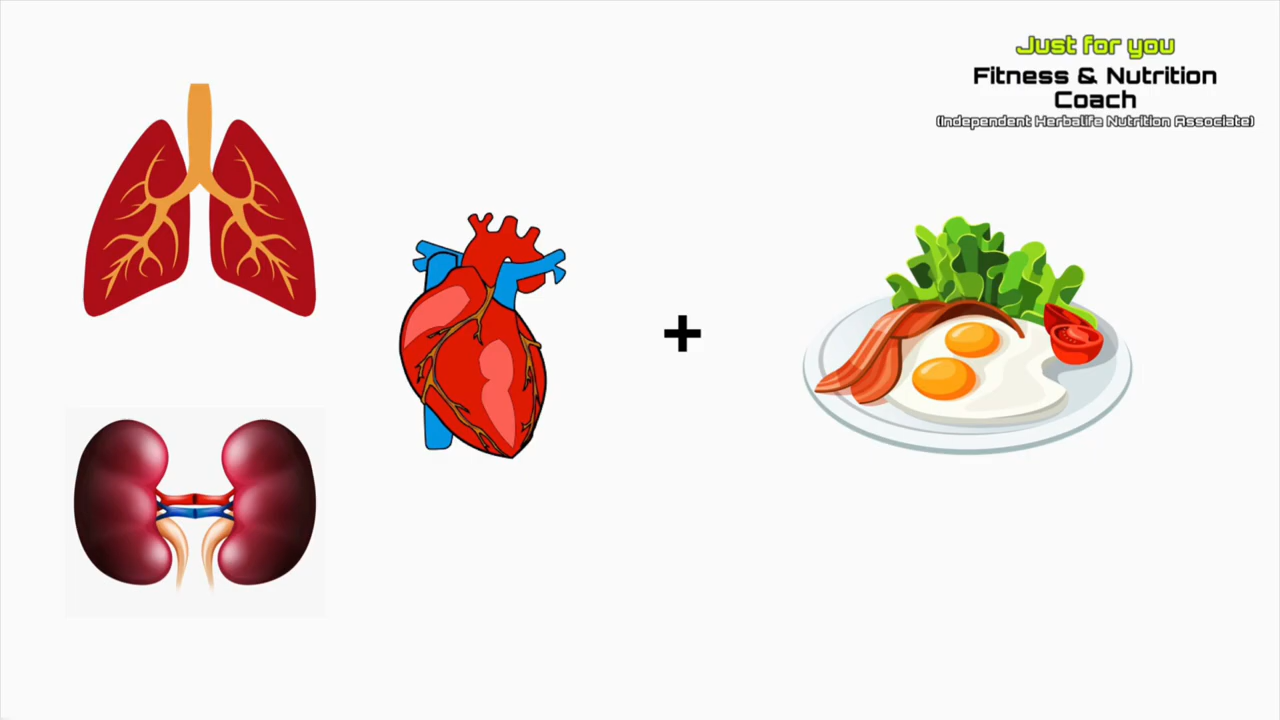 Just for you
Fitness & Nutrition
Coach
(Independent Herbalife Nutrition Associate)
+